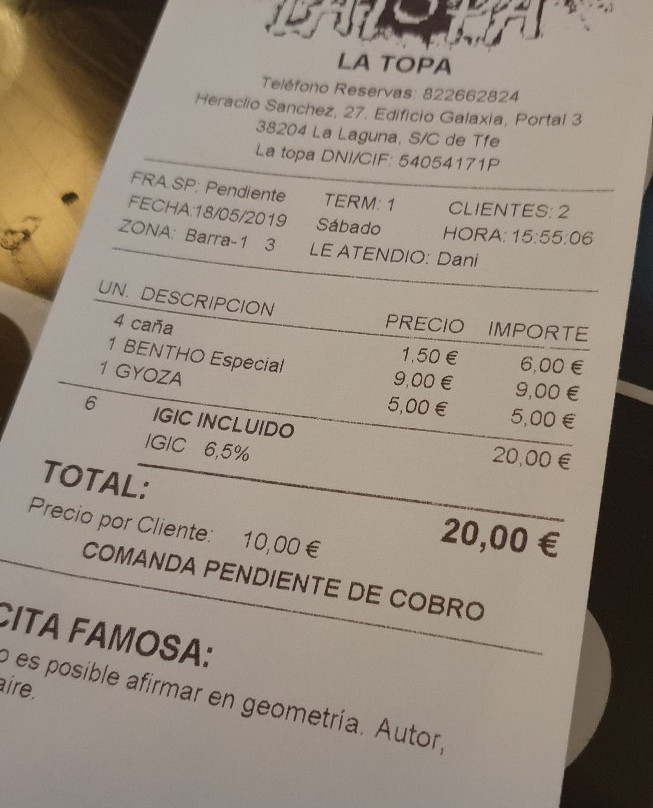 LA TOPA
LA TOPA
Teléfono Reservas: 822662824
Heraclio Sanchez, 27. Edificio Galaxia, Portal 3
38204 La Laguna, S/C de Tfe
La topa DNI/CIF: 54054171P
FRA.SP: Pendiente TERM: 1 CLIENTES: 2
FECHA:18/05/2019 Sábado HORA: 15:55:06
ZONA: Barra-1 3 LE ATENDIO: Dani
UN. DESCRIPCION PRECIO IMPORTE
4 caña 1,50 € 6,00 €
1 BENTHO Especial 9,00 € 9,00 €
1 GYOZA 5,00 € 5,00 €
6 IGIC INCLUIDO 20,00 €
IGIC 6,5%
TOTAL: 20,00 €
Precio por Cliente: 10,00 €
COMANDA PENDIENTE DE COBRO
CITA FAMOSA:
o es posible afirmar en geometría. Autor,
aire.